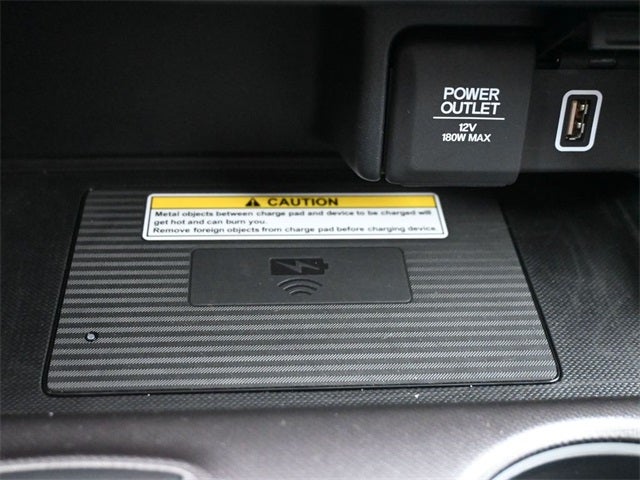 POWER
OUTLET
12V
180W MAX
CAUTION
Metal objects between charge pad and device to be charged will
get hot and can burn you.
Remove foreign objects from charge pad before charging device